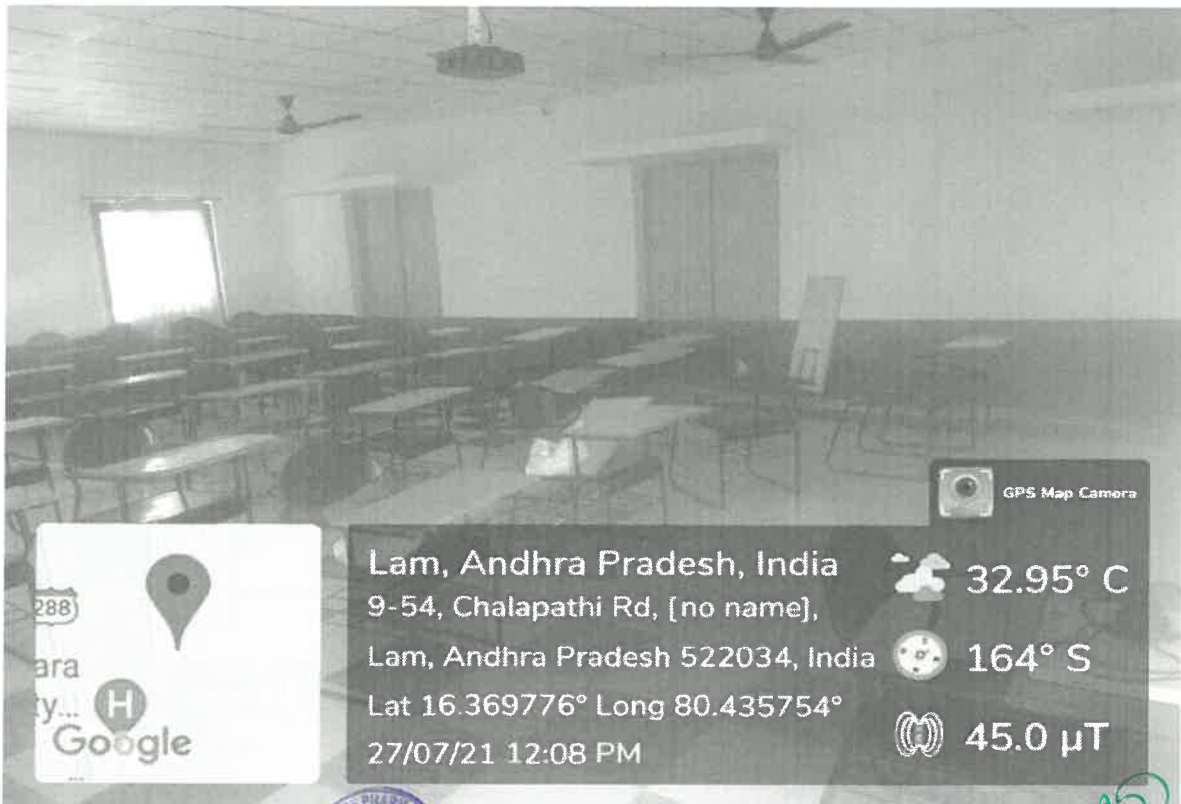 GPS Map Camera
Lam, Andhra Pradesh, India
9-54, Chalapathi Rd, [no name],
Lam, Andhra Pradesh 522034, India
Lat 16.369776° Long 80.435754°
27/07/21 12:08 PM
32.95° C
164° S
45.0 µT
288
ara
ty...
H
Google